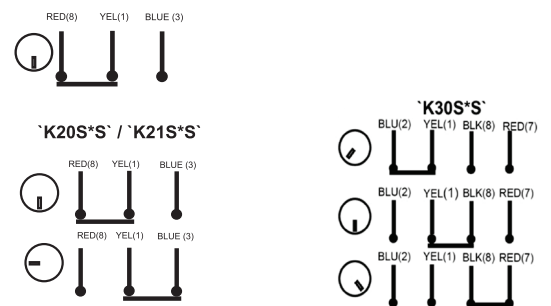 RED(8) YEL(1) BLUE (3)
`K20S*S` / `K21S*S`
RED(8) YEL(1) BLUE (3)
RED(8) YEL(1) BLUE (3)
`K30S*S`
BLU(2) YEL(1) BLK(8) RED(7)
BLU(2) YEL(1) BLK(8) RED(7)
BLU(2) YEL(1) BLK(8) RED(7)